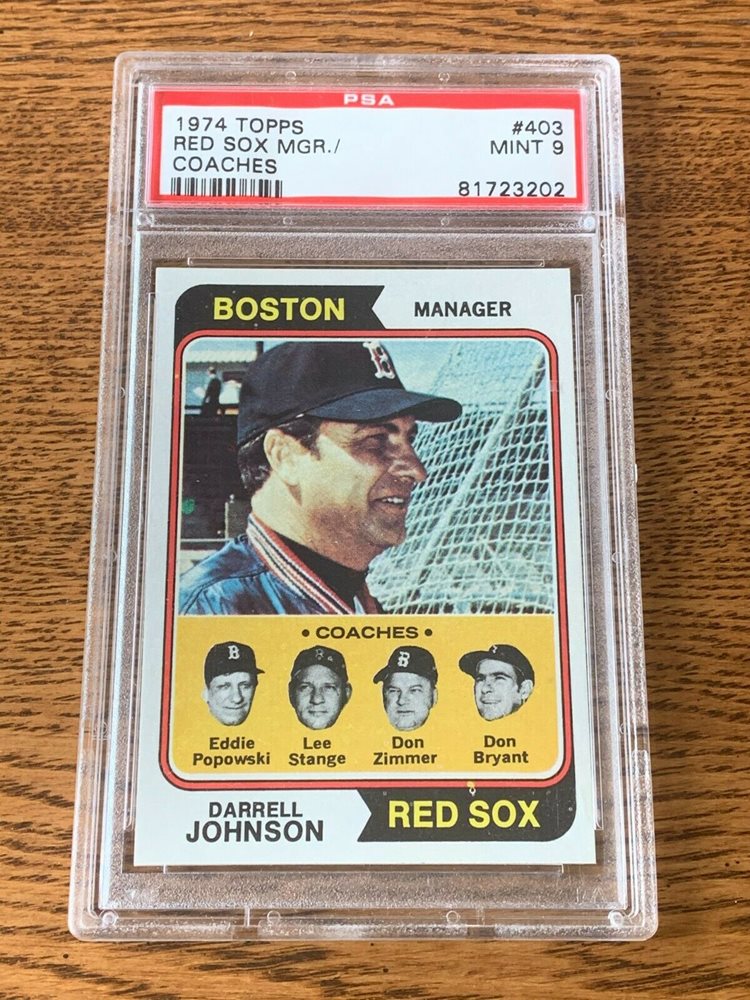 PSA
1974 TOPPS #403
RED SOX MGR./ MINT 9
COACHES 81723202
BOSTON MANAGER
B
• COACHES •
B
B
Eddie Popowski
Lee Stange
Don Zimmer
Don Bryant
DARRELL JOHNSON
RED SOX